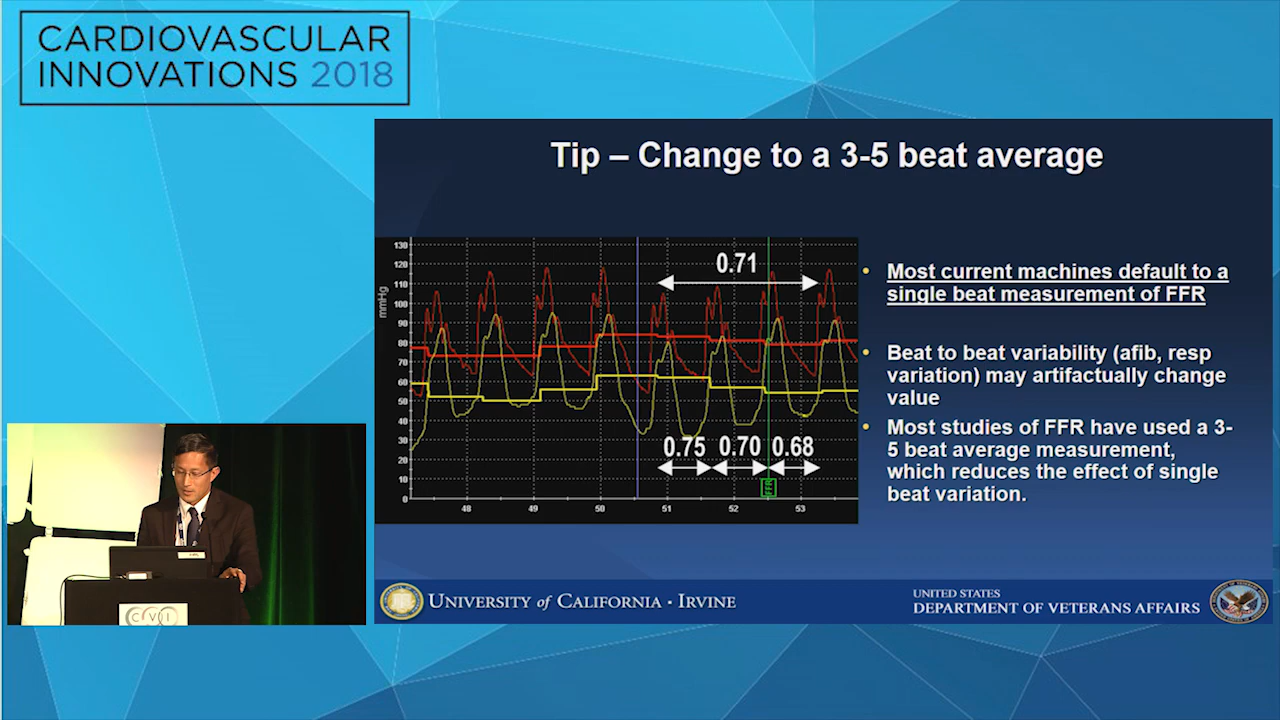 CARDIOVASCULAR
INNOVATIONS 2018
Tip – Change to a 3-5 beat average
130
120
110
100
90
80
70
60
50
40
30
20
10
0
mmHg
0.71
0.75 0.70 0.68
FFR
48 49 50 51 52 53
• Most current machines default to a
single beat measurement of FFR
• Beat to beat variability (afib, resp
variation) may artifactually change
value
• Most studies of FFR have used a 3-
5 beat average measurement,
which reduces the effect of single
beat variation.
UNIVERSITY of CALIFORNIA · IRVINE
UNITED STATES
DEPARTMENT OF VETERANS AFFAIRS
CVII